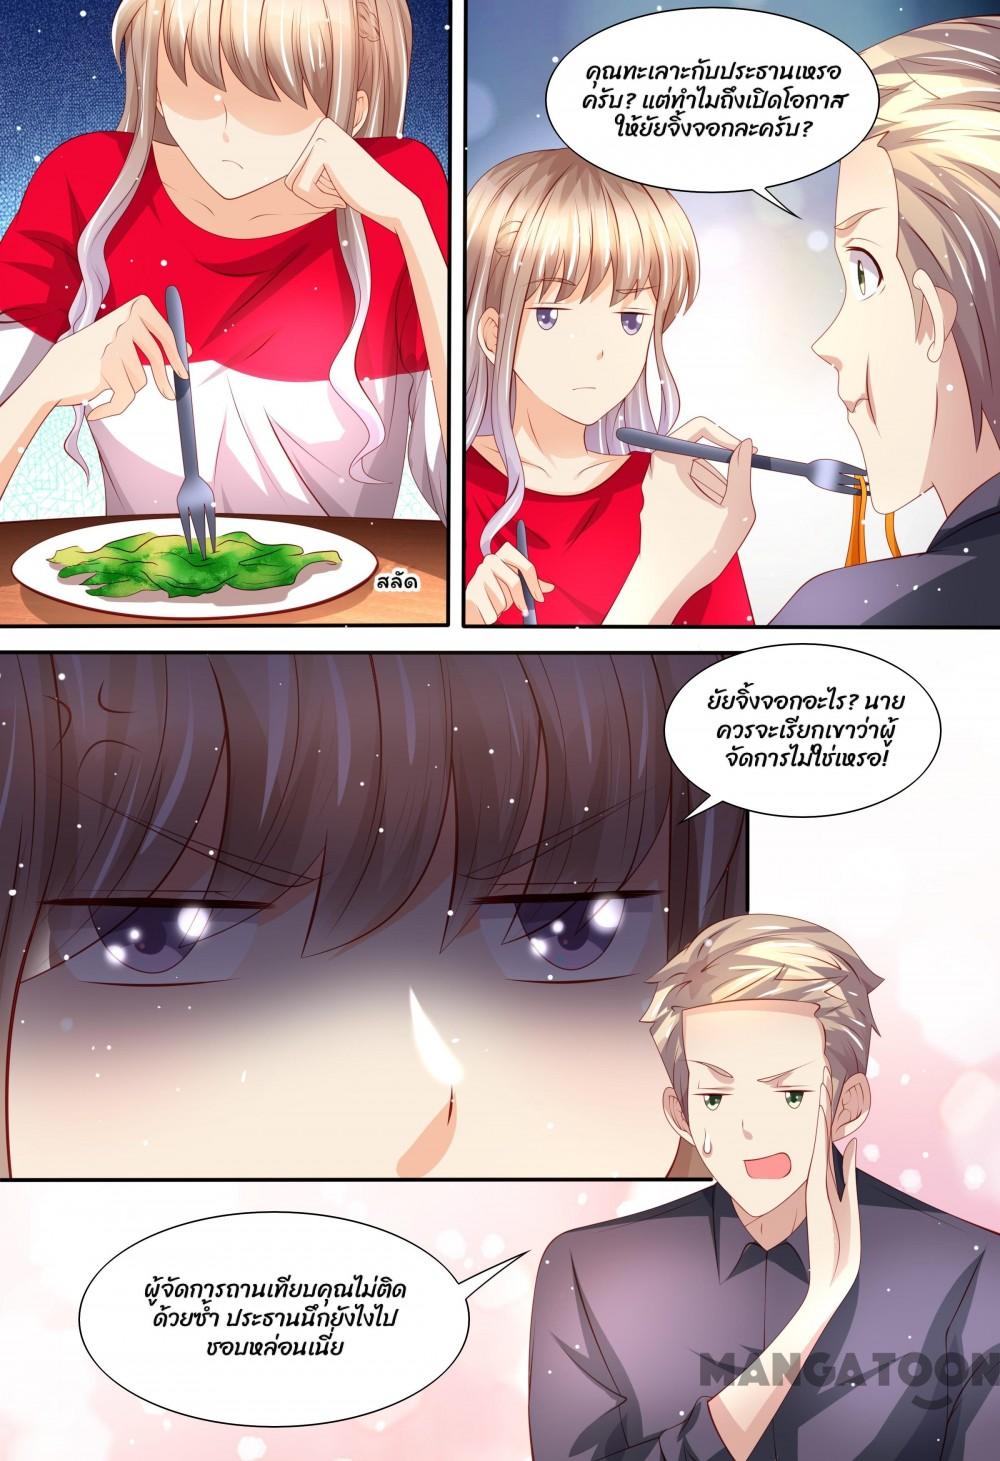 คุณทะเลาะกับประธานเหรอ
ครับ? แต่ทำไมถึงเปิดโอกาส
ให้ยัยจิ้งจอกละครับ?
สลัด
ยัยจิ้งจอกอะไร? นาย
ควรจะเรียกเขาว่าผู้
จัดการไม่ใช่เหรอ!
ผู้จัดการถานเทียบคุณไม่ติด
ด้วยซ้ำ ประธานนึกยังไงไป
ชอบหล่อนเนี่ย
MANGATOON